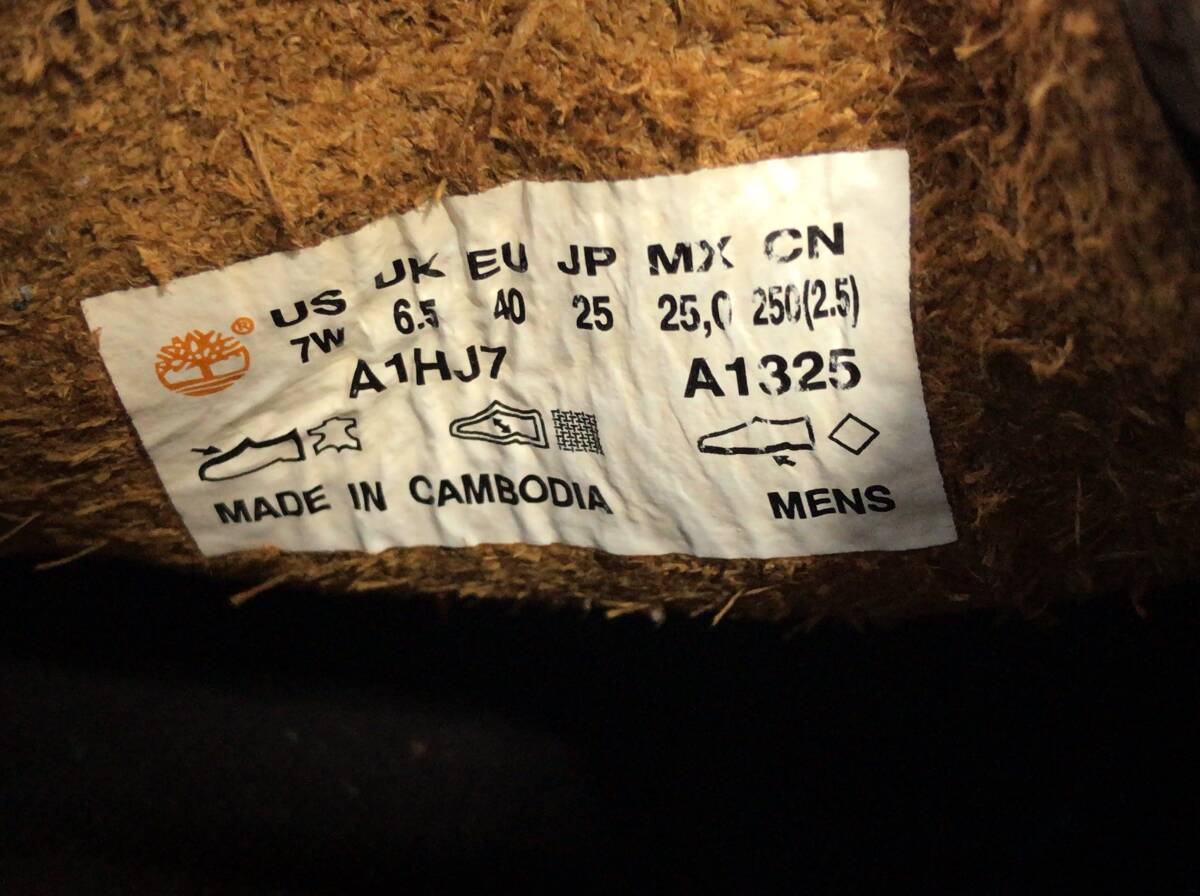 US UK EU JP MX CN
7W 6.5 40 25 25,0 250(2.5)
A1HJ7 A1325
MADE IN CAMBODIA MENS
®